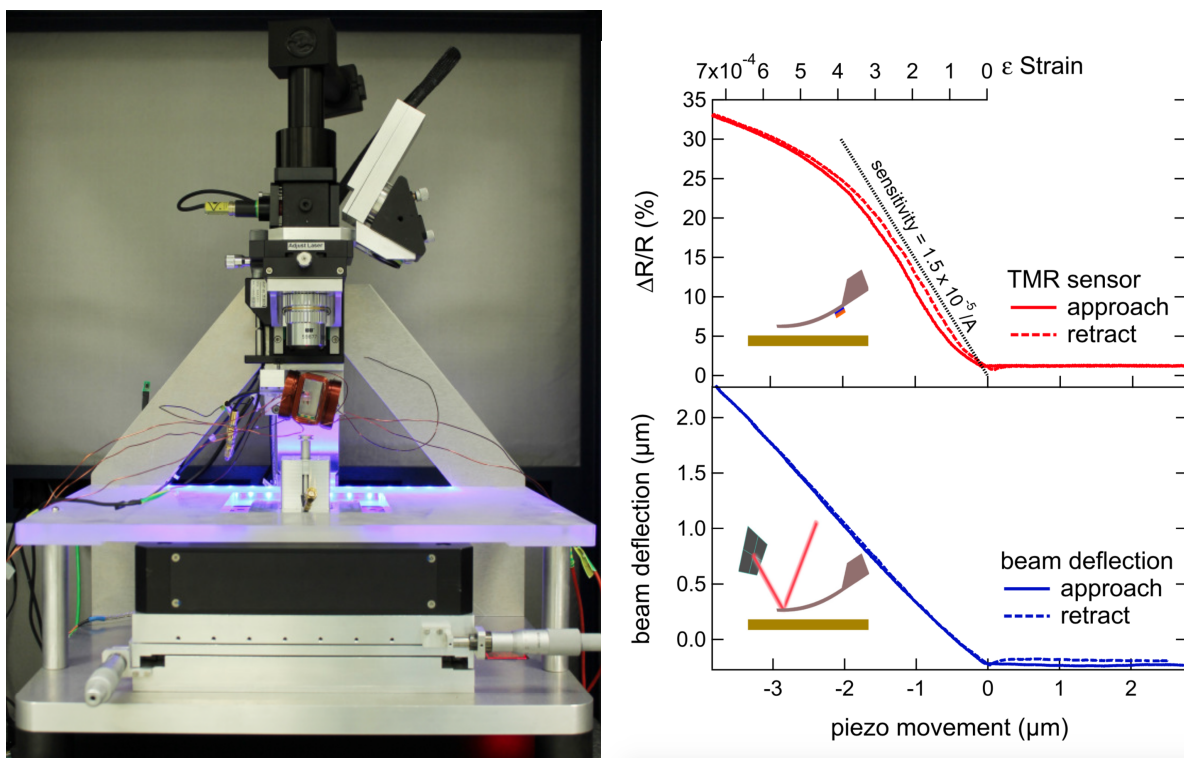 Adjust Laser
7x10⁻⁴ 6 5 4 3 2 1 0 ε Strain
35
30
25
20
15
10
5
0
ΔR/R (%)
sensitivity = 1.5 x 10⁻⁵/A
TMR sensor
approach
retract
2.0
1.5
1.0
0.5
0.0
beam deflection (µm)
beam deflection
approach
retract
-3 -2 -1 0 1 2
piezo movement (µm)